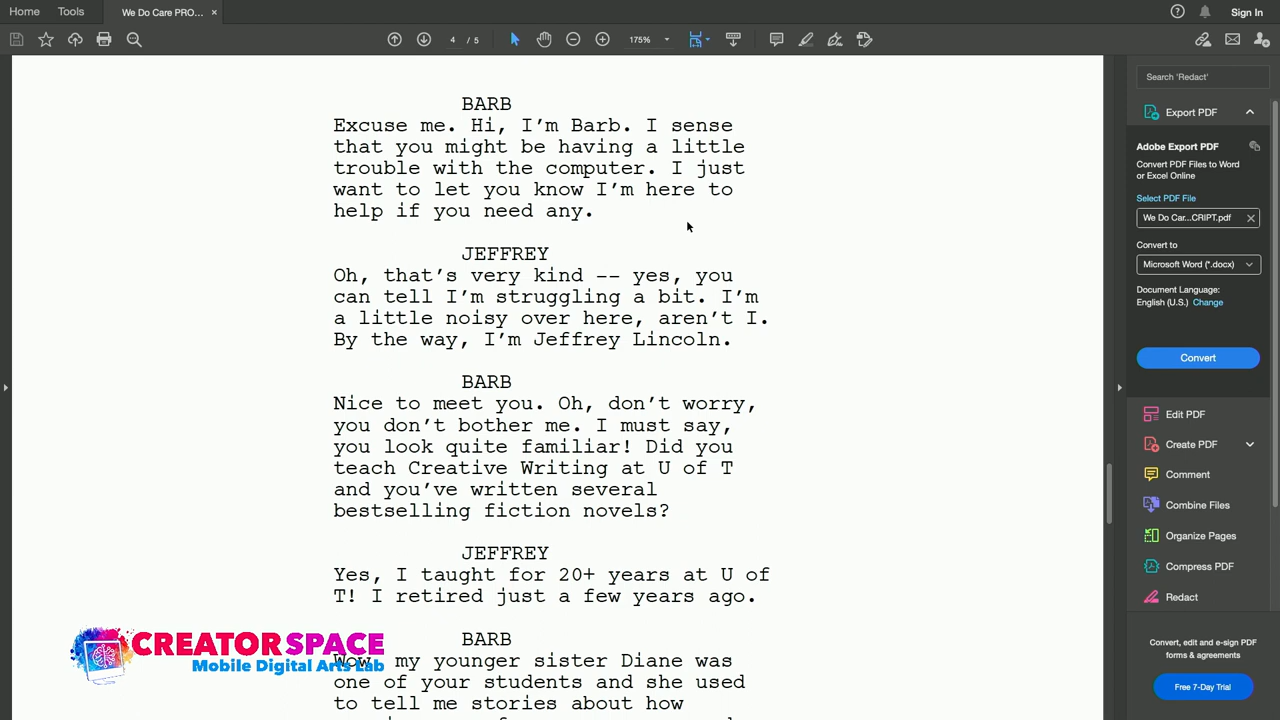 Home Tools We Do Care PRO... × Sign In
4 / 5 175%
BARB
Excuse me. Hi, I’m Barb. I sense
that you might be having a little
trouble with the computer. I just
want to let you know I’m here to
help if you need any.
JEFFREY
Oh, that’s very kind -- yes, you
can tell I’m struggling a bit. I’m
a little noisy over here, aren’t I.
By the way, I’m Jeffrey Lincoln.
BARB
Nice to meet you. Oh, don’t worry,
you don’t bother me. I must say,
you look quite familiar! Did you
teach Creative Writing at U of T
and you’ve written several
bestselling fiction novels?
JEFFREY
Yes, I taught for 20+ years at U of
T! I retired just a few years ago.
BARB
Wow, my younger sister Diane was
one of your students and she used
to tell me stories about how
CREATORSPACE
Mobile Digital Arts Lab
Search 'Redact'
Export PDF
Adobe Export PDF
Convert PDF Files to Word
or Excel Online
Select PDF File
We Do Car...CRIPT.pdf
Convert to
Microsoft Word (*.docx)
Document Language:
English (U.S.) Change
Convert
Edit PDF
Create PDF
Comment
Combine Files
Organize Pages
Compress PDF
Redact
Convert, edit and e-sign PDF
forms & agreements
Free 7-Day Trial